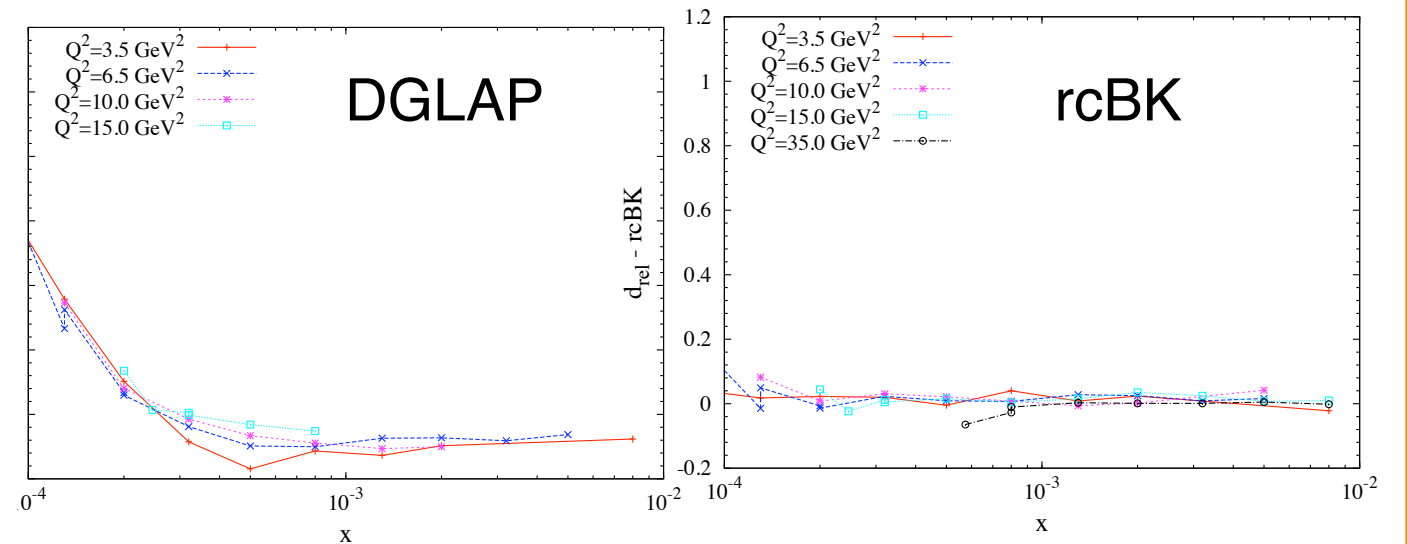 Q²=3.5 GeV²
Q²=6.5 GeV²
Q²=10.0 GeV²
Q²=15.0 GeV²
DGLAP
.0⁻⁴
10⁻³
10⁻²
x
d_rel - rcBK
1.2
1
0.8
0.6
0.4
0.2
0
-0.2
Q²=3.5 GeV²
Q²=6.5 GeV²
Q²=10.0 GeV²
Q²=15.0 GeV²
Q²=35.0 GeV²
rcBK
10⁻⁴
10⁻³
10⁻²
x